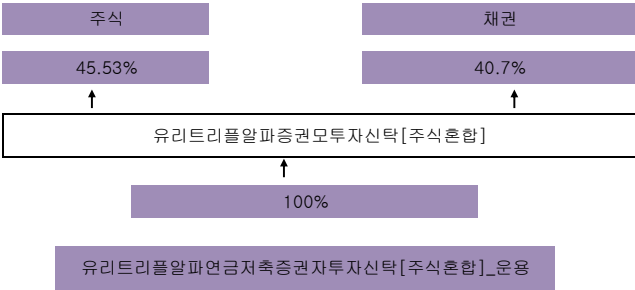 주식 채권
45.53% 40.7%
유리트리플알파증권모투자신탁[주식혼합]
100%
유리트리플알파연금저축증권자투자신탁[주식혼합]_운용